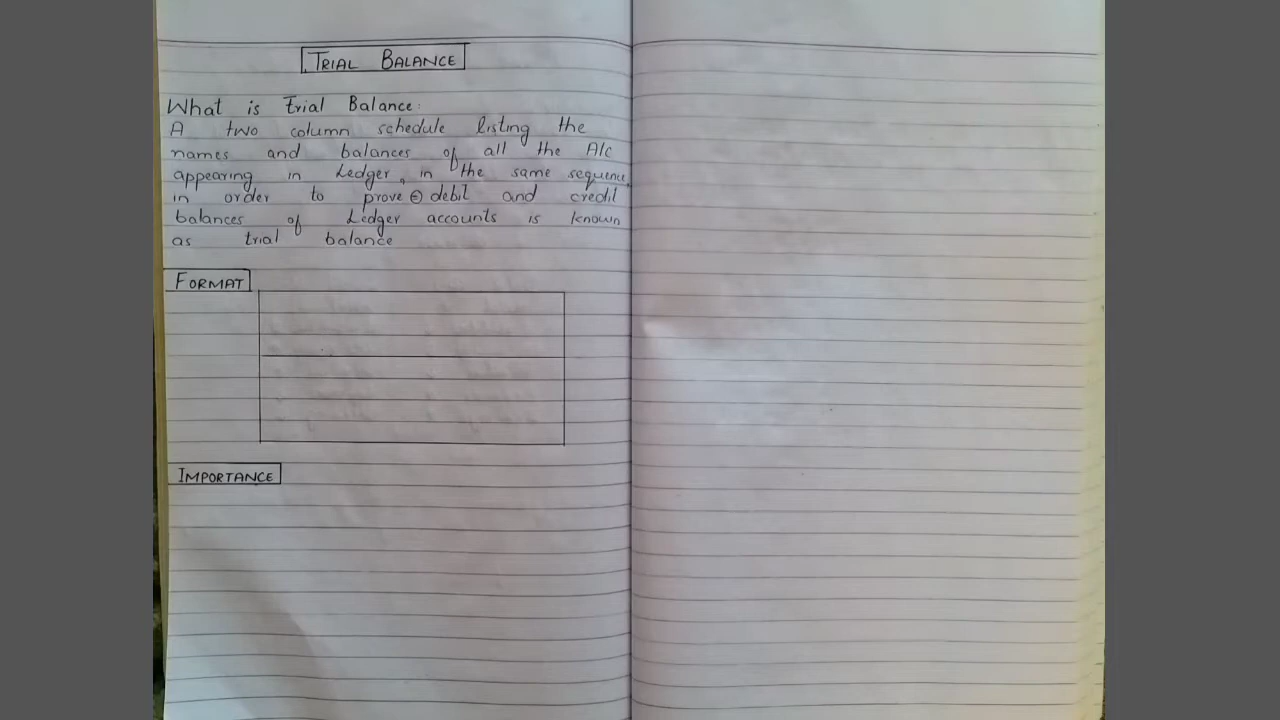 TRIAL BALANCE
What is trial Balance:
A two column schedule listing the
names and balances of all the A/c
appearing in Ledger, in the same sequence,
in order to prove debit and credit
balances of Ledger accounts is known
as trial balance
FORMAT
IMPORTANCE